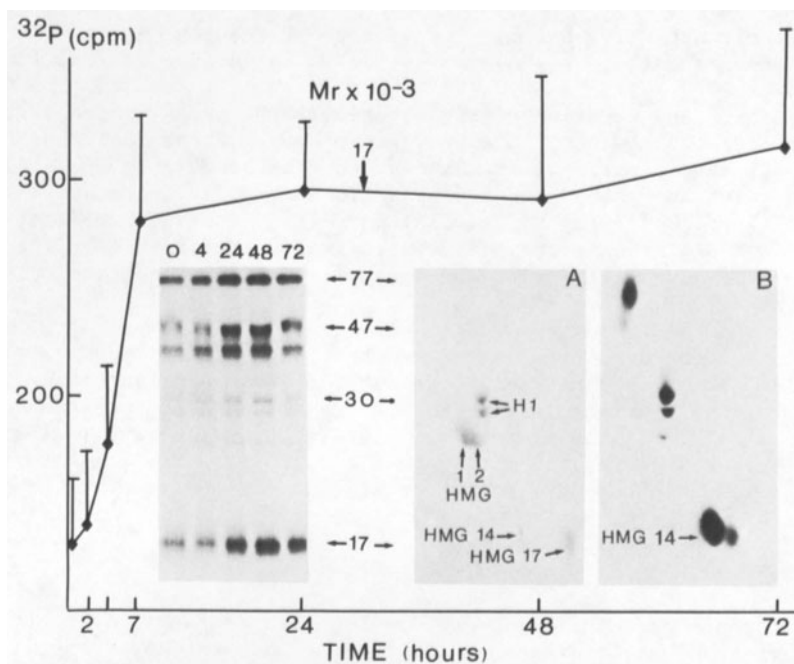 32P (cpm)
Mr x 10-3
17
300
0 4 24 48 72
A
B
77
47
200
30
H1
1 2
HMG
17
HMG 14
HMG 17
HMG 14
2 7 24 48 72
TIME (hours)